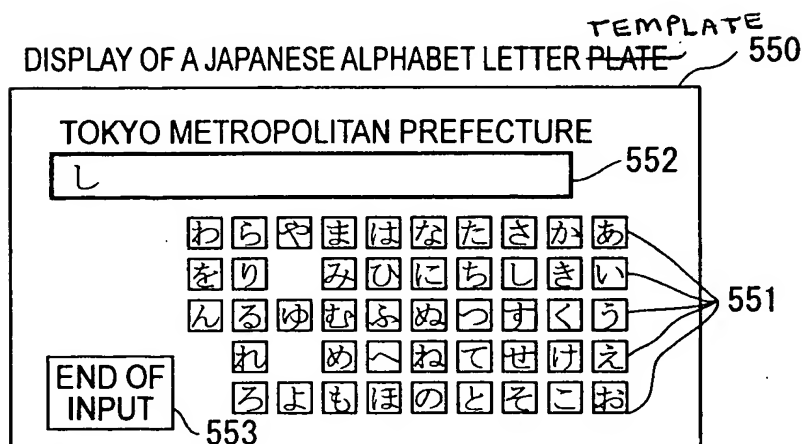 TEMPLATE
DISPLAY OF A JAPANESE ALPHABET LETTER PLATE 550
TOKYO METROPOLITAN PREFECTURE
し 552
わ ら や ま は な た さ か あ
を り み ひ に ち し き い
ん る ゆ む ふ ぬ つ す く う 551
れ め へ ね て せ け え
ろ よ も ほ の と そ こ お
END OF
INPUT
553